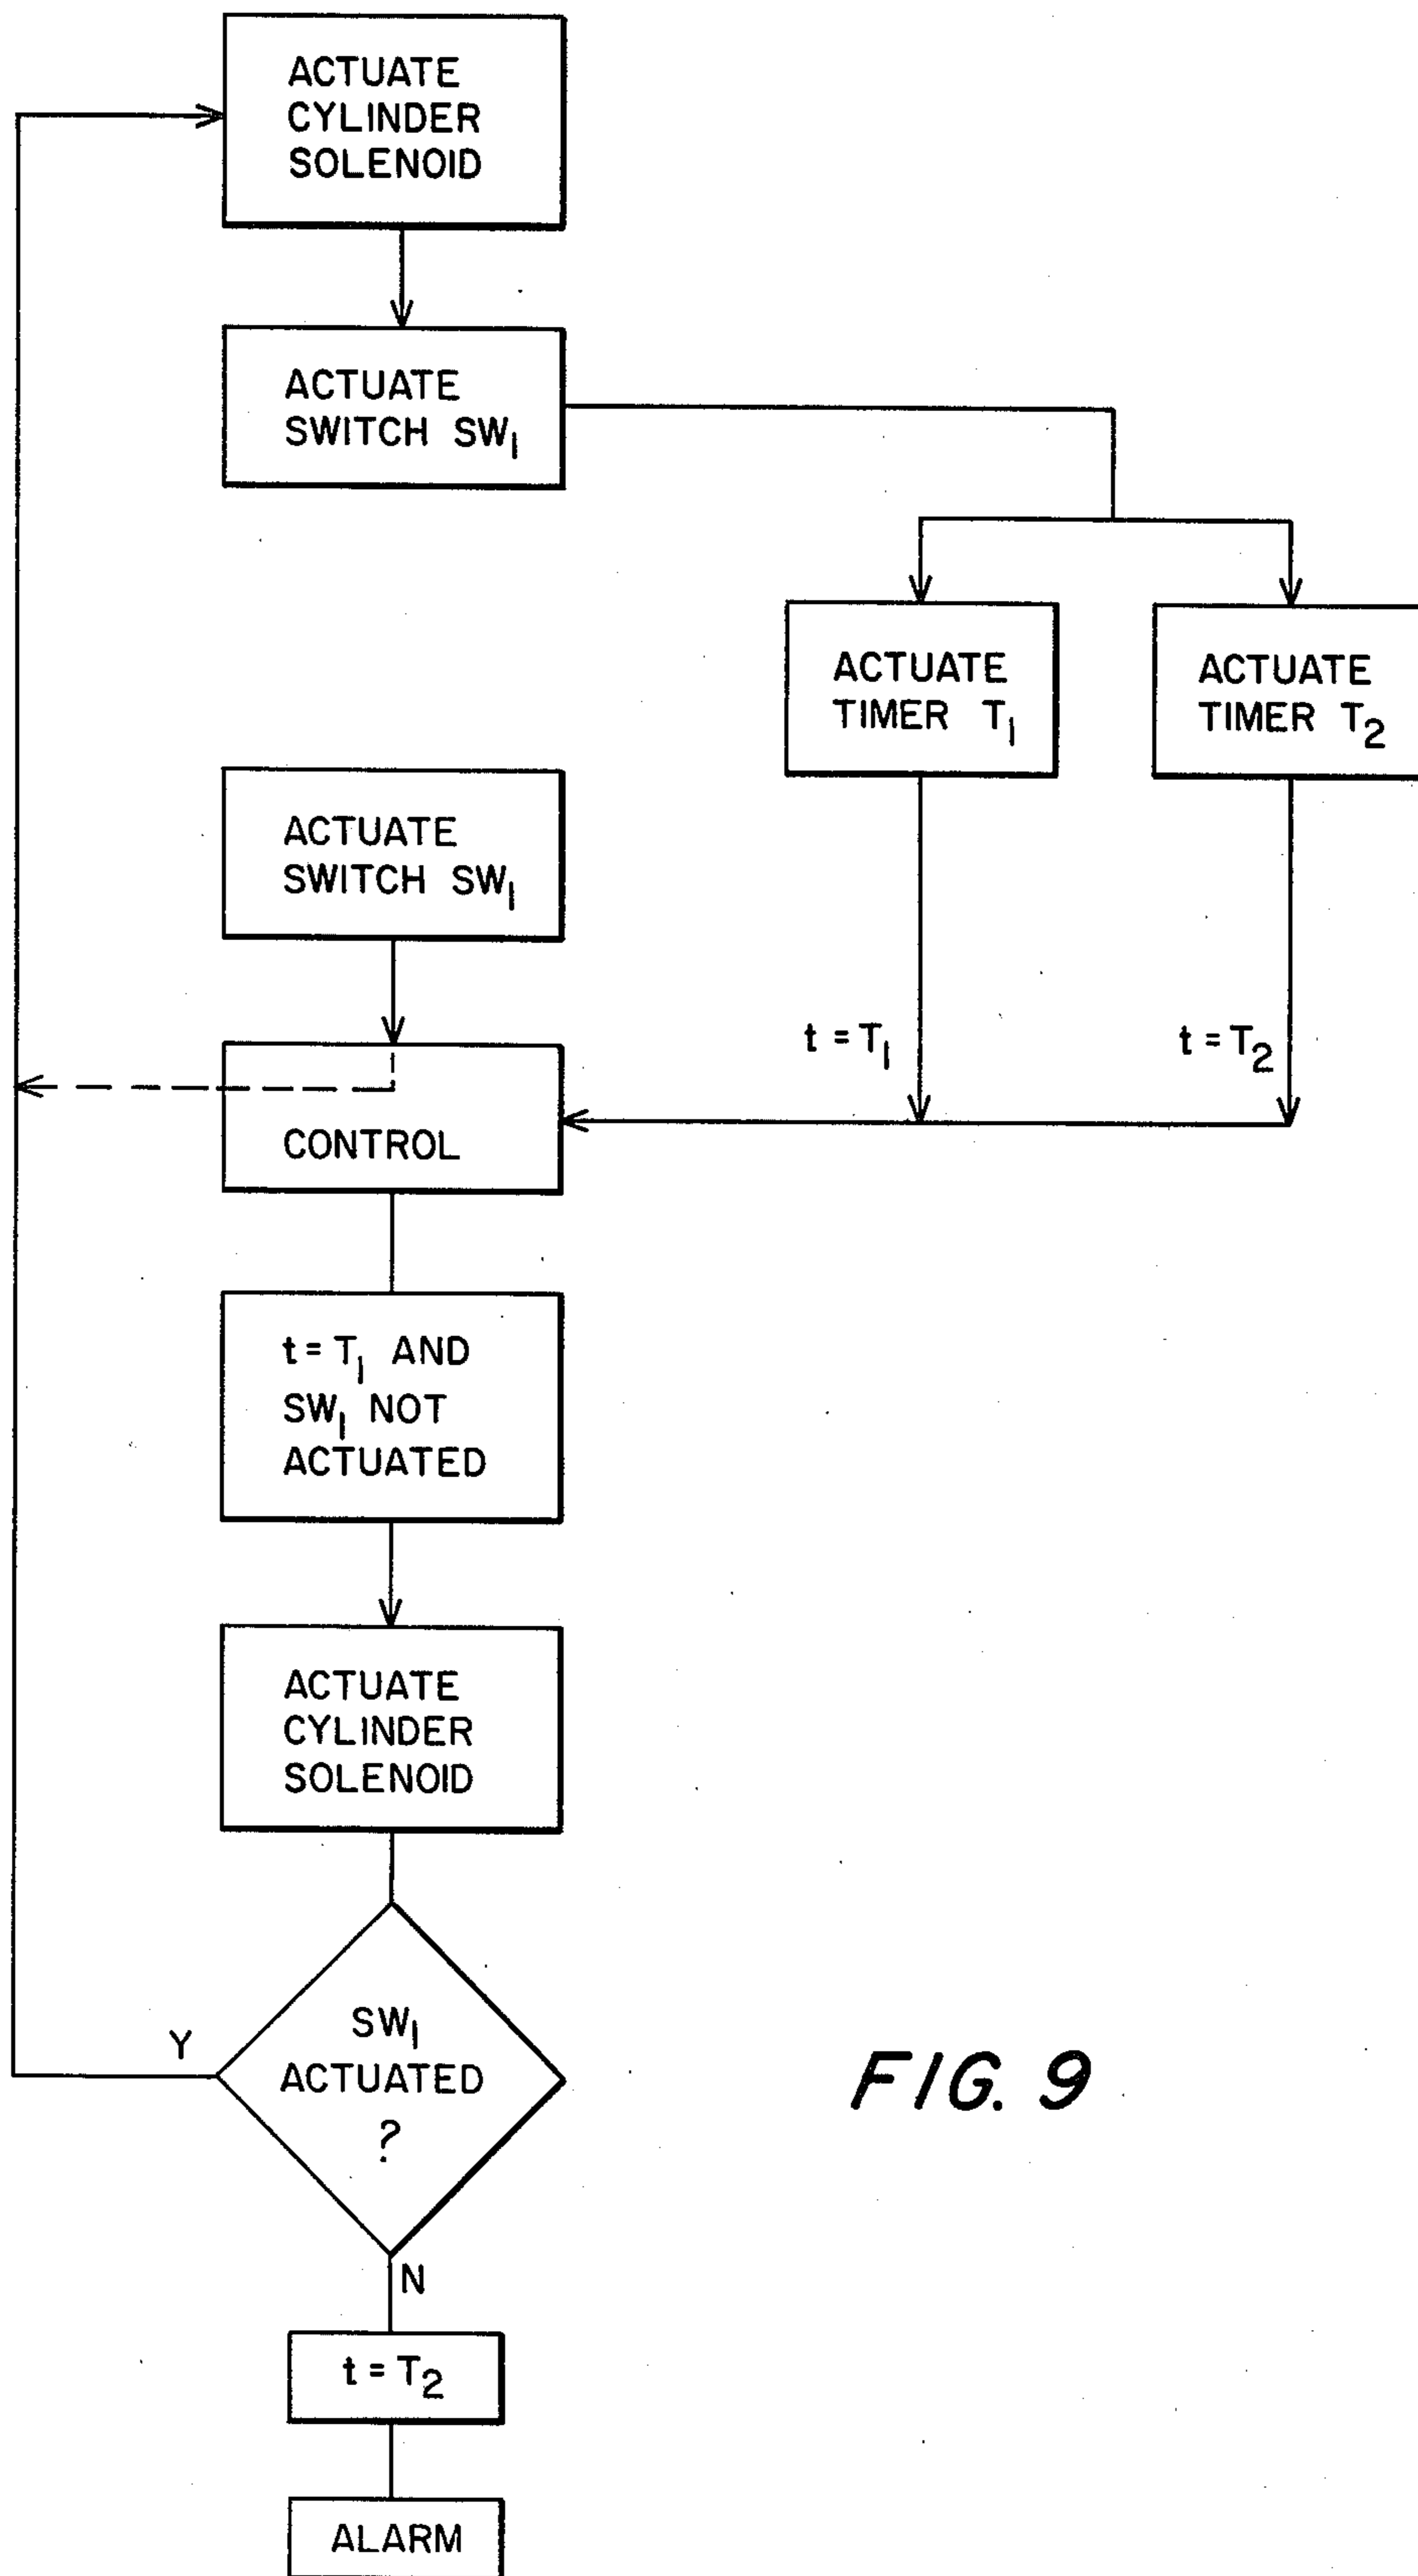 ACTUATE
CYLINDER
SOLENOID
ACTUATE
SWITCH SW₁
ACTUATE
TIMER T₁
ACTUATE
TIMER T₂
ACTUATE
SWITCH SW₁
t = T₁
t = T₂
CONTROL
t = T₁ AND
SW₁ NOT
ACTUATED
ACTUATE
CYLINDER
SOLENOID
SW₁
ACTUATED
?
Y
N
t = T₂
ALARM
FIG. 9